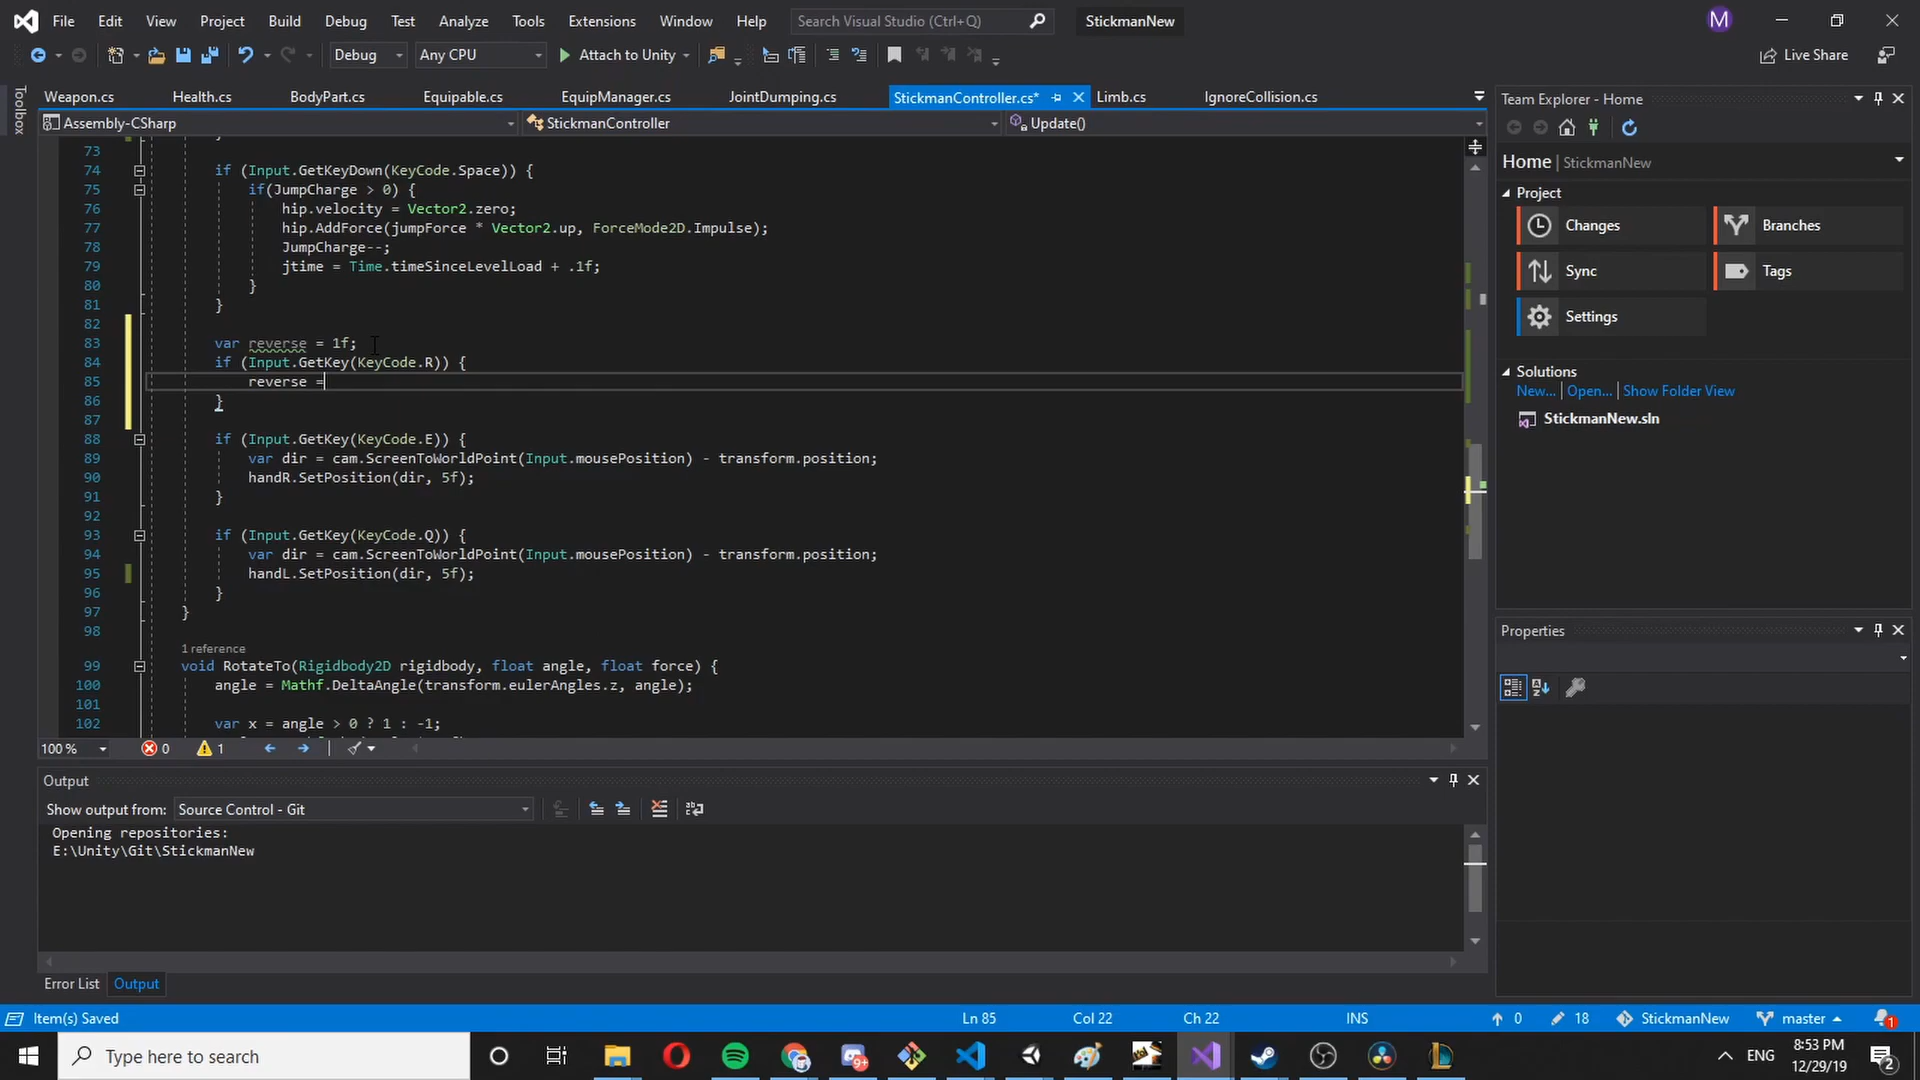 File Edit View Project Build Debug Test Analyze Tools Extensions Window Help Search Visual Studio (Ctrl+Q) StickmanNew M
Debug Any CPU Attach to Unity Live Share
Toolbox
Weapon.cs Health.cs BodyPart.cs Equipable.cs EquipManager.cs JointDumping.cs StickmanController.cs* Limb.cs IgnoreCollision.cs
Assembly-CSharp StickmanController Update()
73
74 if (Input.GetKeyDown(KeyCode.Space)) {
75 if(JumpCharge > 0) {
76 hip.velocity = Vector2.zero;
77 hip.AddForce(jumpForce * Vector2.up, ForceMode2D.Impulse);
78 JumpCharge--;
79 jtime = Time.timeSinceLevelLoad + .1f;
80 }
81 }
82
83 var reverse = 1f;
84 if (Input.GetKey(KeyCode.R)) {
85 reverse =
86 }
87
88 if (Input.GetKey(KeyCode.E)) {
89 var dir = cam.ScreenToWorldPoint(Input.mousePosition) - transform.position;
90 handR.SetPosition(dir, 5f);
91 }
92
93 if (Input.GetKey(KeyCode.Q)) {
94 var dir = cam.ScreenToWorldPoint(Input.mousePosition) - transform.position;
95 handL.SetPosition(dir, 5f);
96 }
97 }
98
1 reference
99 void RotateTo(Rigidbody2D rigidbody, float angle, float force) {
100 angle = Mathf.DeltaAngle(transform.eulerAngles.z, angle);
101
102 var x = angle > 0 ? 1 : -1;
100 % 0 1
Output
Show output from: Source Control - Git
Opening repositories:
E:\Unity\Git\StickmanNew
Error List Output
Team Explorer - Home
Home | StickmanNew
Project
Changes Branches
Sync Tags
Settings
Solutions
New... | Open... | Show Folder View
StickmanNew.sln
Properties
Item(s) Saved Ln 85 Col 22 Ch 22 INS 0 18 StickmanNew master 1
Type here to search 9+ ENG 8:53 PM 12/29/19 2